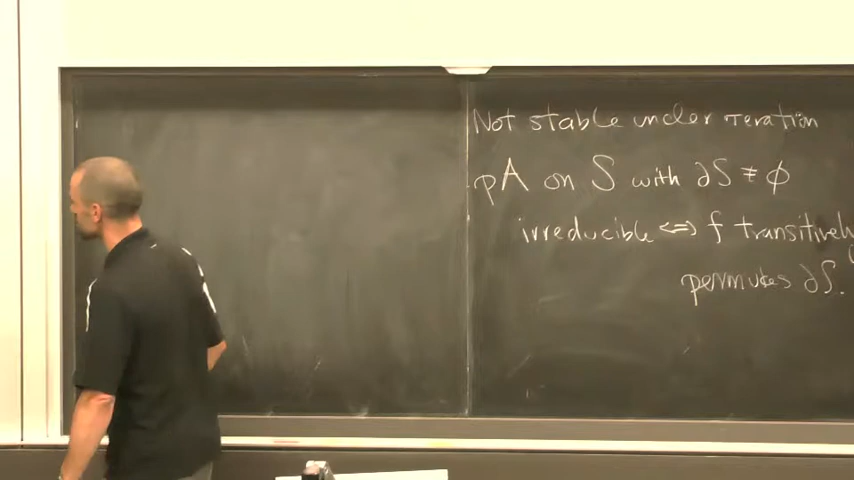 Not stable under iteration
pA on S with ∂S ≠ ∅
irreducible <=> f transitively
permutes ∂S.